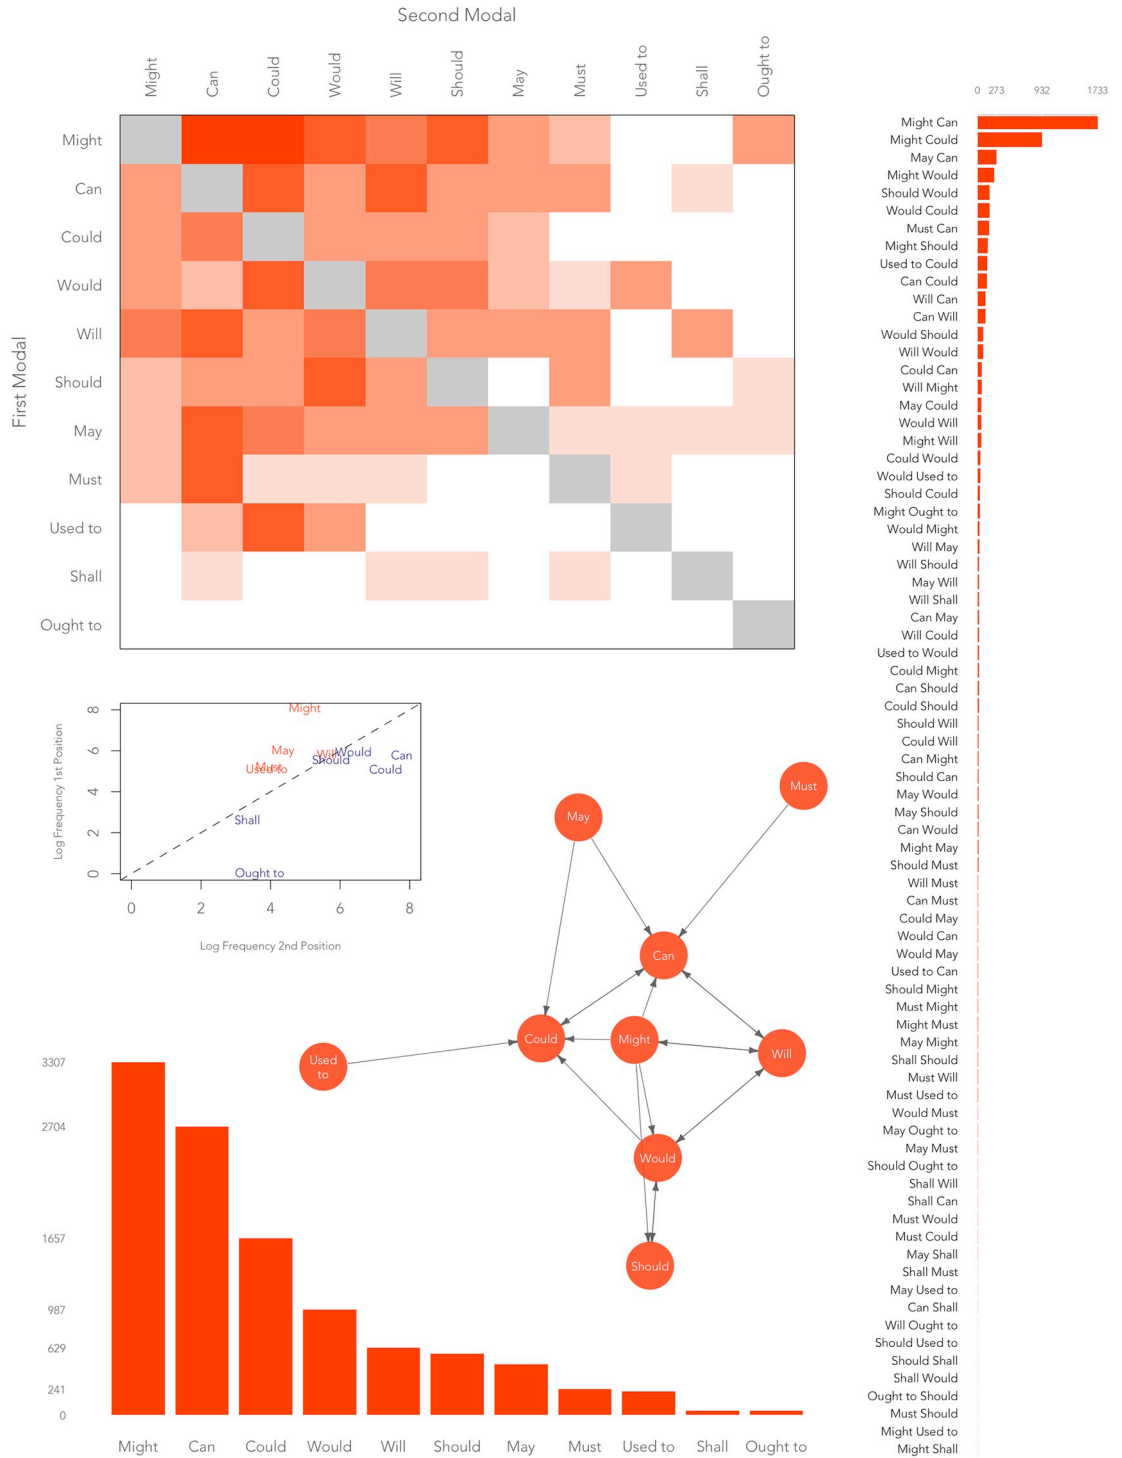 Second Modal
Might Can Could Would Will Should May Must Used to Shall Ought to
First Modal
Might
Can
Could
Would
Will
Should
May
Must
Used to
Shall
Ought to
0 273 932 1733
Might Can
Might Could
May Can
Might Would
Should Would
Would Could
Must Can
Might Should
Used to Could
Can Could
Will Can
Can Will
Would Should
Will Would
Could Can
Will Might
May Could
Would Will
Might Will
Could Would
Would Used to
Should Could
Might Ought to
Would Might
Will May
Will Should
May Will
Will Shall
Can May
Will Could
Used to Would
Could Might
Can Should
Could Should
Should Will
Could Will
Can Might
Should Can
May Would
May Should
Can Would
Might May
Should Must
Will Must
Can Must
Could May
Would Can
Would May
Used to Can
Should Might
Must Might
Might Must
May Might
Shall Should
Must Will
Must Used to
Would Must
May Ought to
May Must
Should Ought to
Shall Will
Shall Can
Must Would
Must Could
May Shall
Shall Must
May Used to
Can Shall
Will Ought to
Should Used to
Should Shall
Shall Would
Ought to Should
Must Should
Might Used to
Might Shall
Log Frequency 1st Position
8
6
4
2
0
Might
May
Will
Would
Should
Can
Must
Used to
Could
Shall
Ought to
0 2 4 6 8
Log Frequency 2nd Position
Must
May
Can
Could
Might
Will
Used
to
Would
Should
3307
2704
1657
987
629
241
0
Might Can Could Would Will Should May Must Used to Shall Ought to